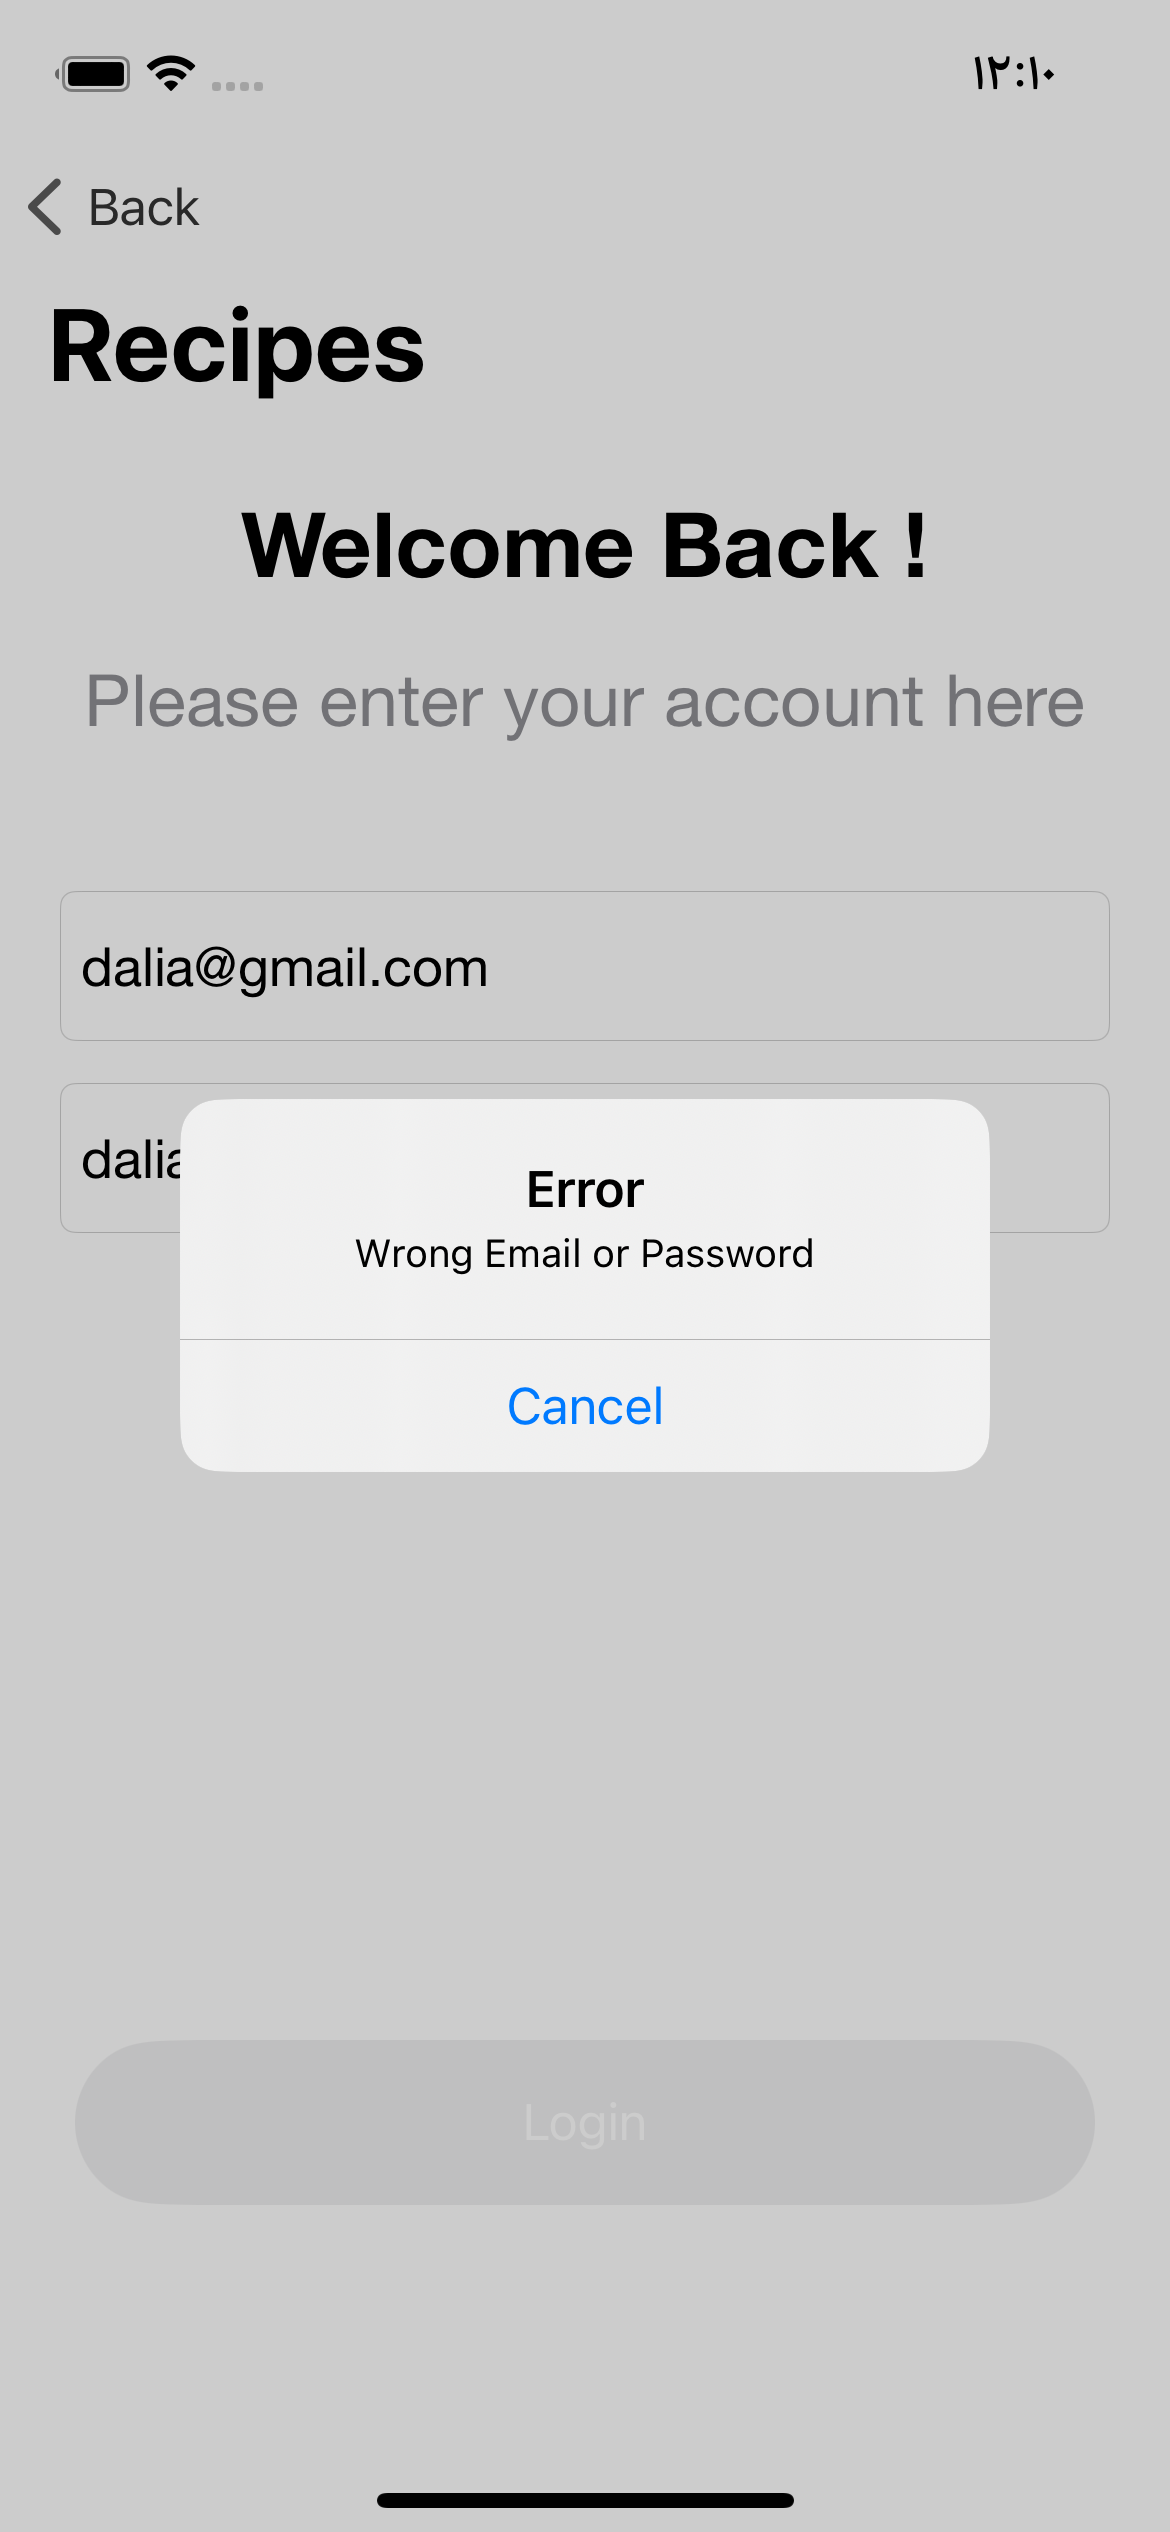 ١٢:١٠
Back
Recipes
Welcome Back !
Please enter your account here
dalia@gmail.com
dalia
Error
Wrong Email or Password
Cancel
Login